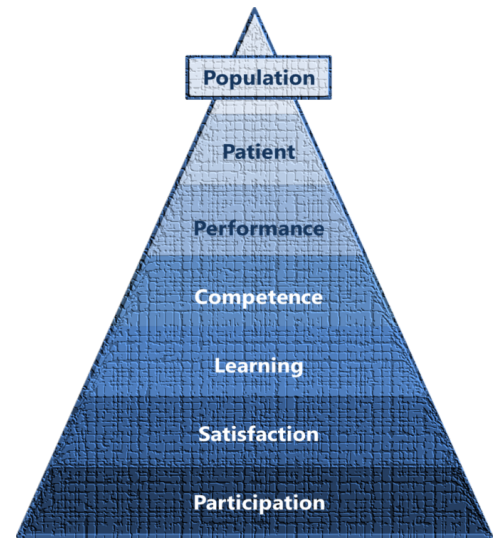 Population
Patient
Performance
Competence
Learning
Satisfaction
Participation